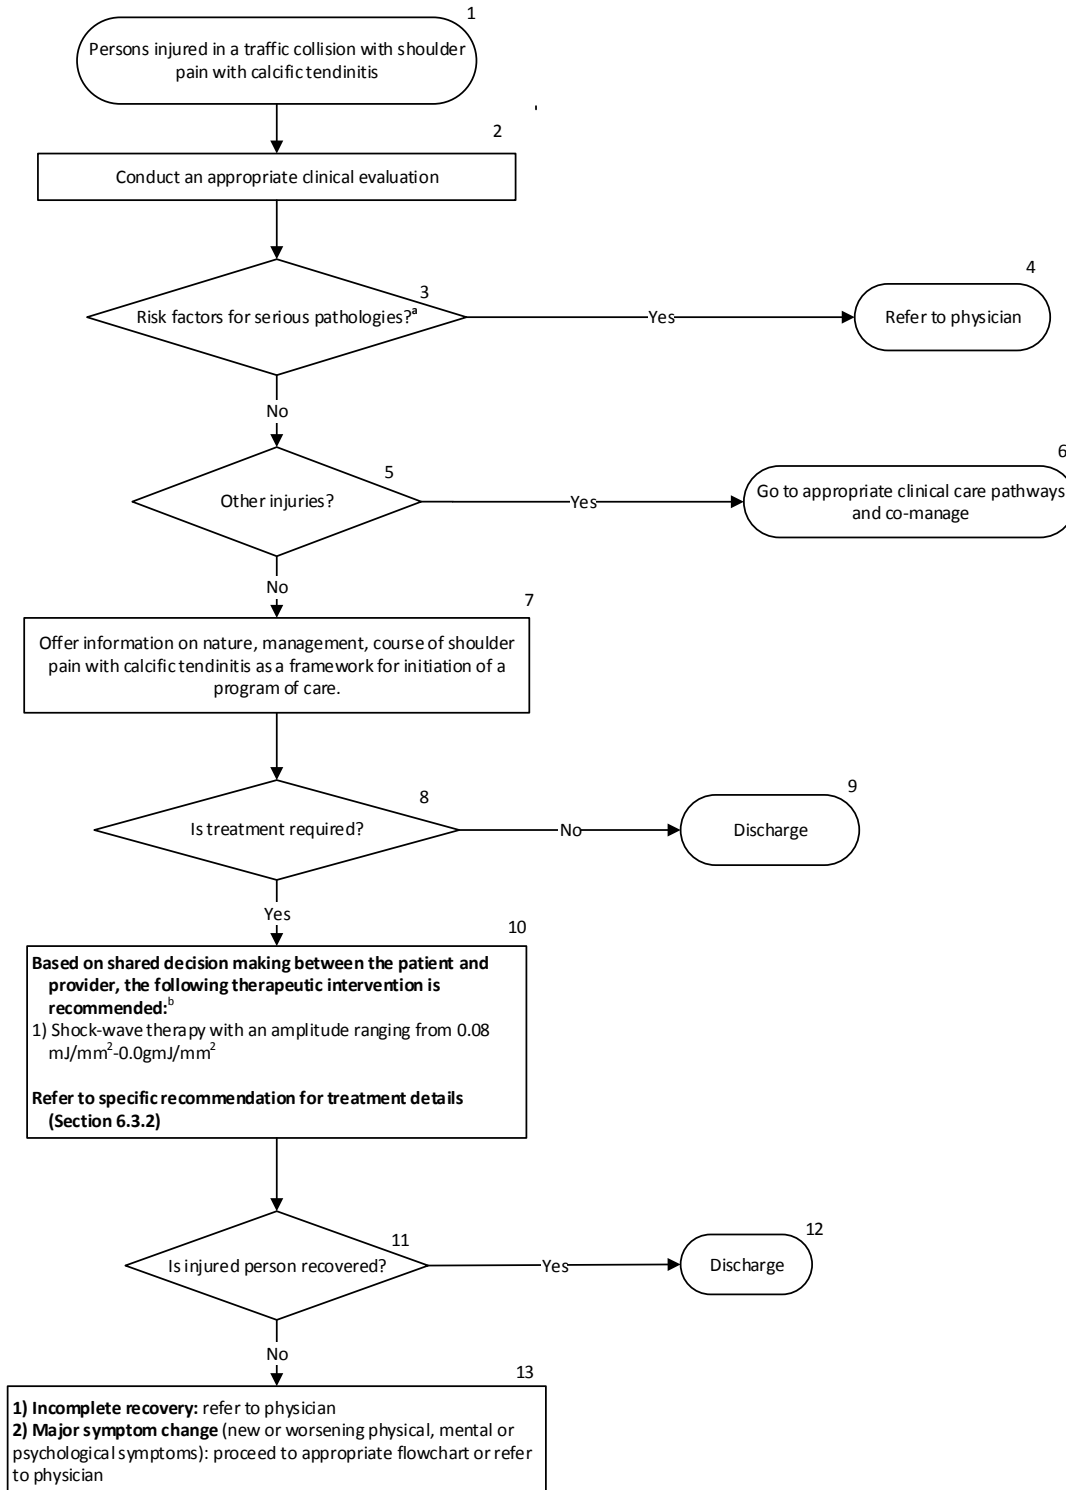 1
Persons injured in a traffic collision with shoulder
pain with calcific tendinitis
2
Conduct an appropriate clinical evaluation
3
Risk factors for serious pathologies?ᵃ
Yes
4
Refer to physician
No
5
Other injuries?
Yes
6
Go to appropriate clinical care pathways
and co-manage
No
7
Offer information on nature, management, course of shoulder
pain with calcific tendinitis as a framework for initiation of a
program of care.
8
Is treatment required?
No
9
Discharge
Yes
10
Based on shared decision making between the patient and
provider, the following therapeutic intervention is
recommended:ᵇ
1) Shock-wave therapy with an amplitude ranging from 0.08
mJ/mm²-0.0gmJ/mm²
Refer to specific recommendation for treatment details
(Section 6.3.2)
11
Is injured person recovered?
Yes
12
Discharge
No
13
1) Incomplete recovery: refer to physician
2) Major symptom change (new or worsening physical, mental or
psychological symptoms): proceed to appropriate flowchart or refer
to physician